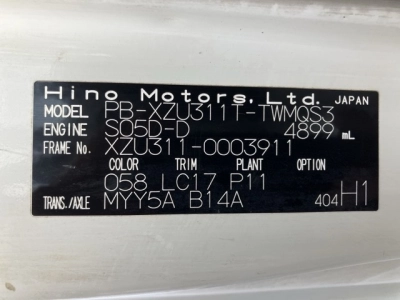 Hino Motors, Ltd. JAPAN
MODEL PB-XZU311T-TWMQS3
ENGINE S05D-D 4899 mL
FRAME No. XZU311-0003911
COLOR TRIM PLANT OPTION
058 LC17 P11
TRANS./AXLE MYY5A B14A 404 H1